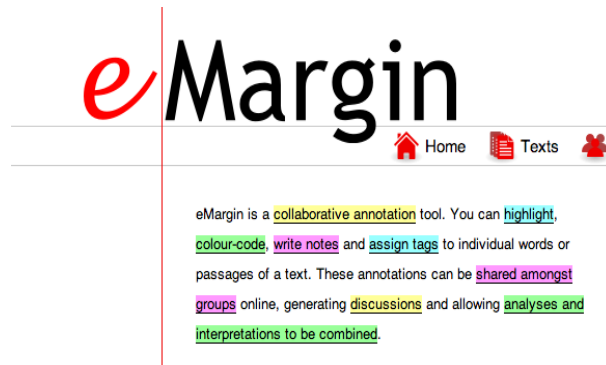 eMargin
Home Texts
eMargin is a collaborative annotation tool. You can highlight,
colour-code, write notes and assign tags to individual words or
passages of a text. These annotations can be shared amongst
groups online, generating discussions and allowing analyses and
interpretations to be combined.